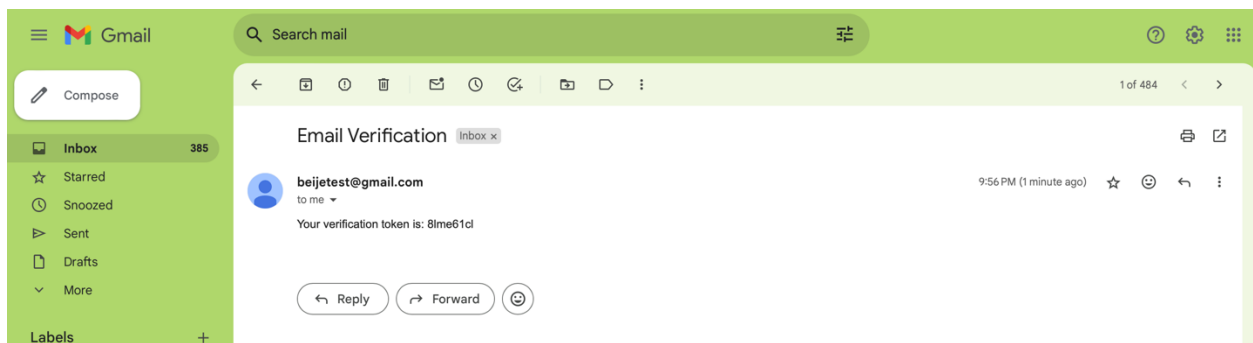 Gmail
Search mail
Compose
1 of 484
Email Verification Inbox ×
Inbox 385
beijetest@gmail.com 9:56 PM (1 minute ago)
Starred
to me
Snoozed
Your verification token is: 8lme61cl
Sent
Drafts
More
Reply Forward
Labels +